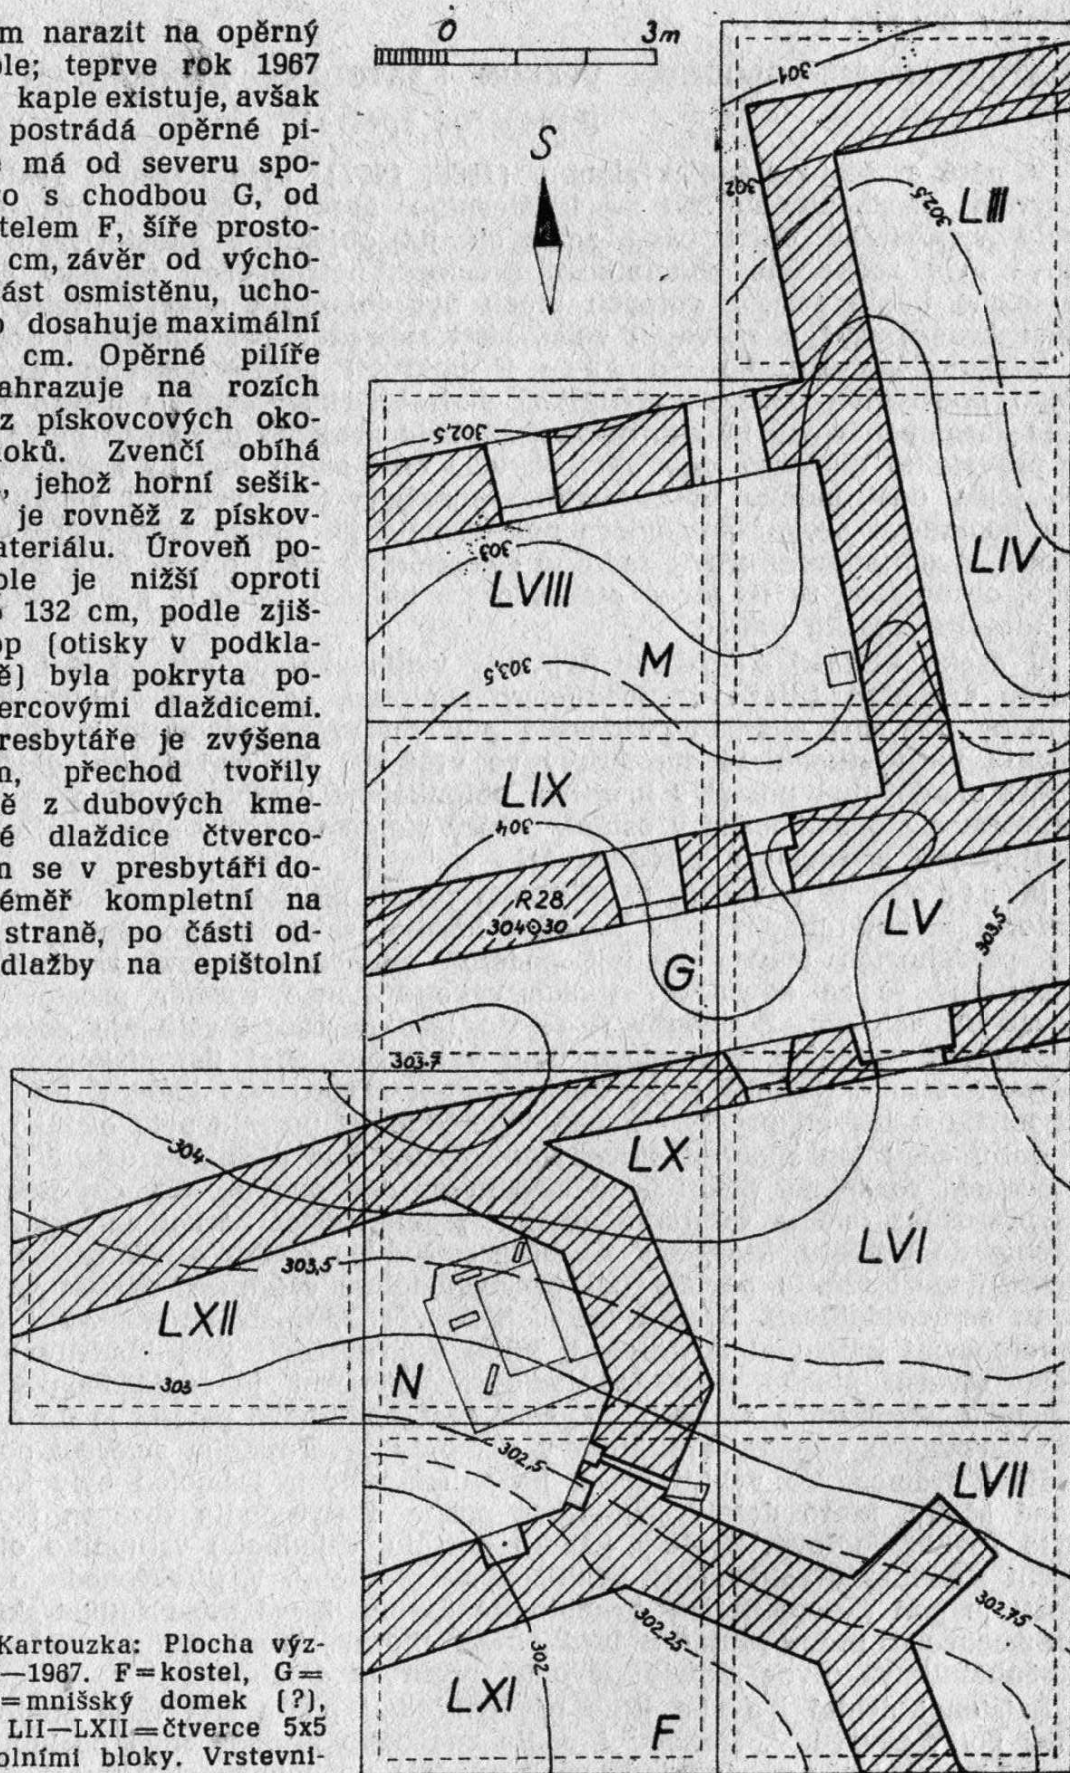 m narazit na opěrný
ple; teprve rok 1967
kaple existuje, avšak
postrádá opěrné pi-
má od severu spo-
o s chodbou G, od
telem F, šíře prosto-
cm, závěr od výcho-
ást osmistěnu, ucho-
o dosahuje maximální
cm. Opěrné pilíře
ahrazuje na rozích
z pískovcových oko-
loků. Zvenčí obíhá
, jehož horní sešik-
je rovněž z pískov-
ateriálu. Úroveň po-
ple je nižší oproti
132 cm, podle zjiš-
op (otisky v podkla-
ě) byla pokryta po-
ercovými dlaždicemi.
resbytáře je zvýšena
m, přechod tvořily
ě z dubových kme-
é dlaždice čtverco-
m se v presbytáři do-
éměř kompletní na
straně, po části od-
dlažby na epištolní
Kartouzka: Plocha výz-
—1967. F=kostel, G=
=mnišský domek (?),
LII—LXII=čtverce 5x5
olními bloky. Vrstevni-
0 3m
S
301
302
302,5
LIII
302,5
303
LVIII
LIV
M
303,5
LIX
304
R28
304 30
LV
303,5
G
303.7
304
LX
LVI
303,5
LXII
303
N
302,5
LVII
302,75
302,25
302
LXI
F